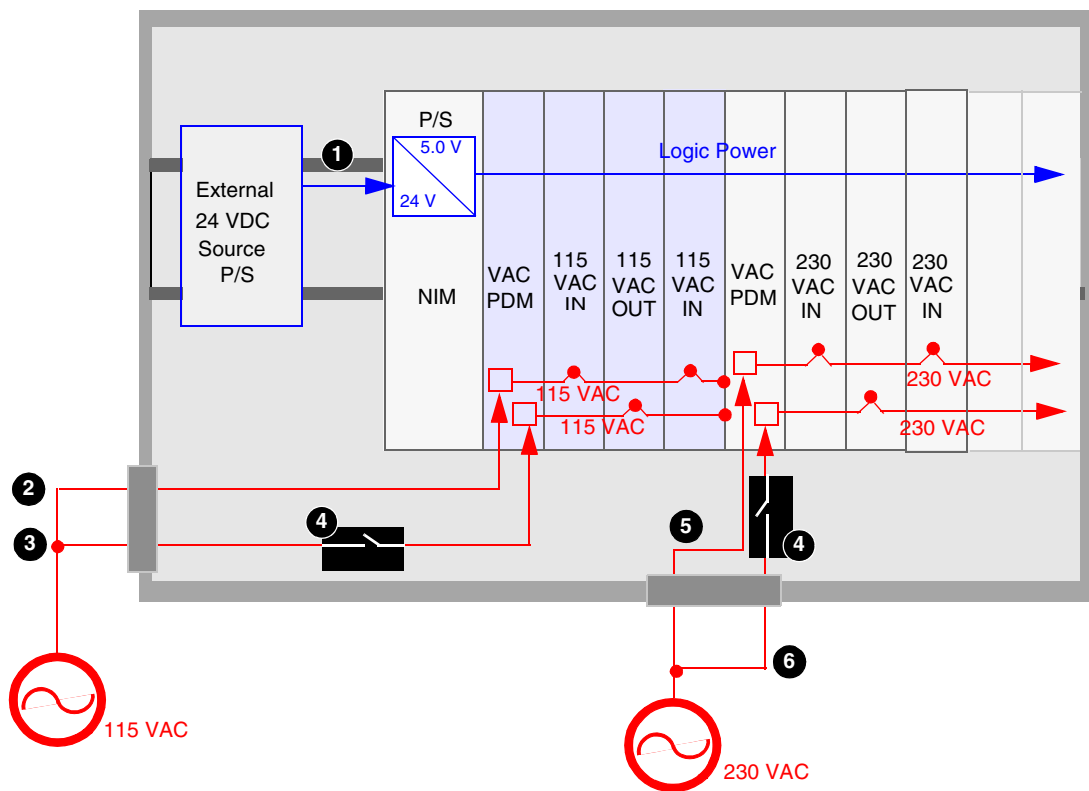 P/S
5.0 V
24 V
Logic Power
1
External
24 VDC
Source
P/S
NIM
VAC
PDM
115
VAC
IN
115
VAC
OUT
115
VAC
IN
VAC
PDM
230
VAC
IN
230
VAC
OUT
230
VAC
IN
115 VAC
115 VAC
230 VAC
230 VAC
2
3
4
5
4
6
115 VAC
230 VAC